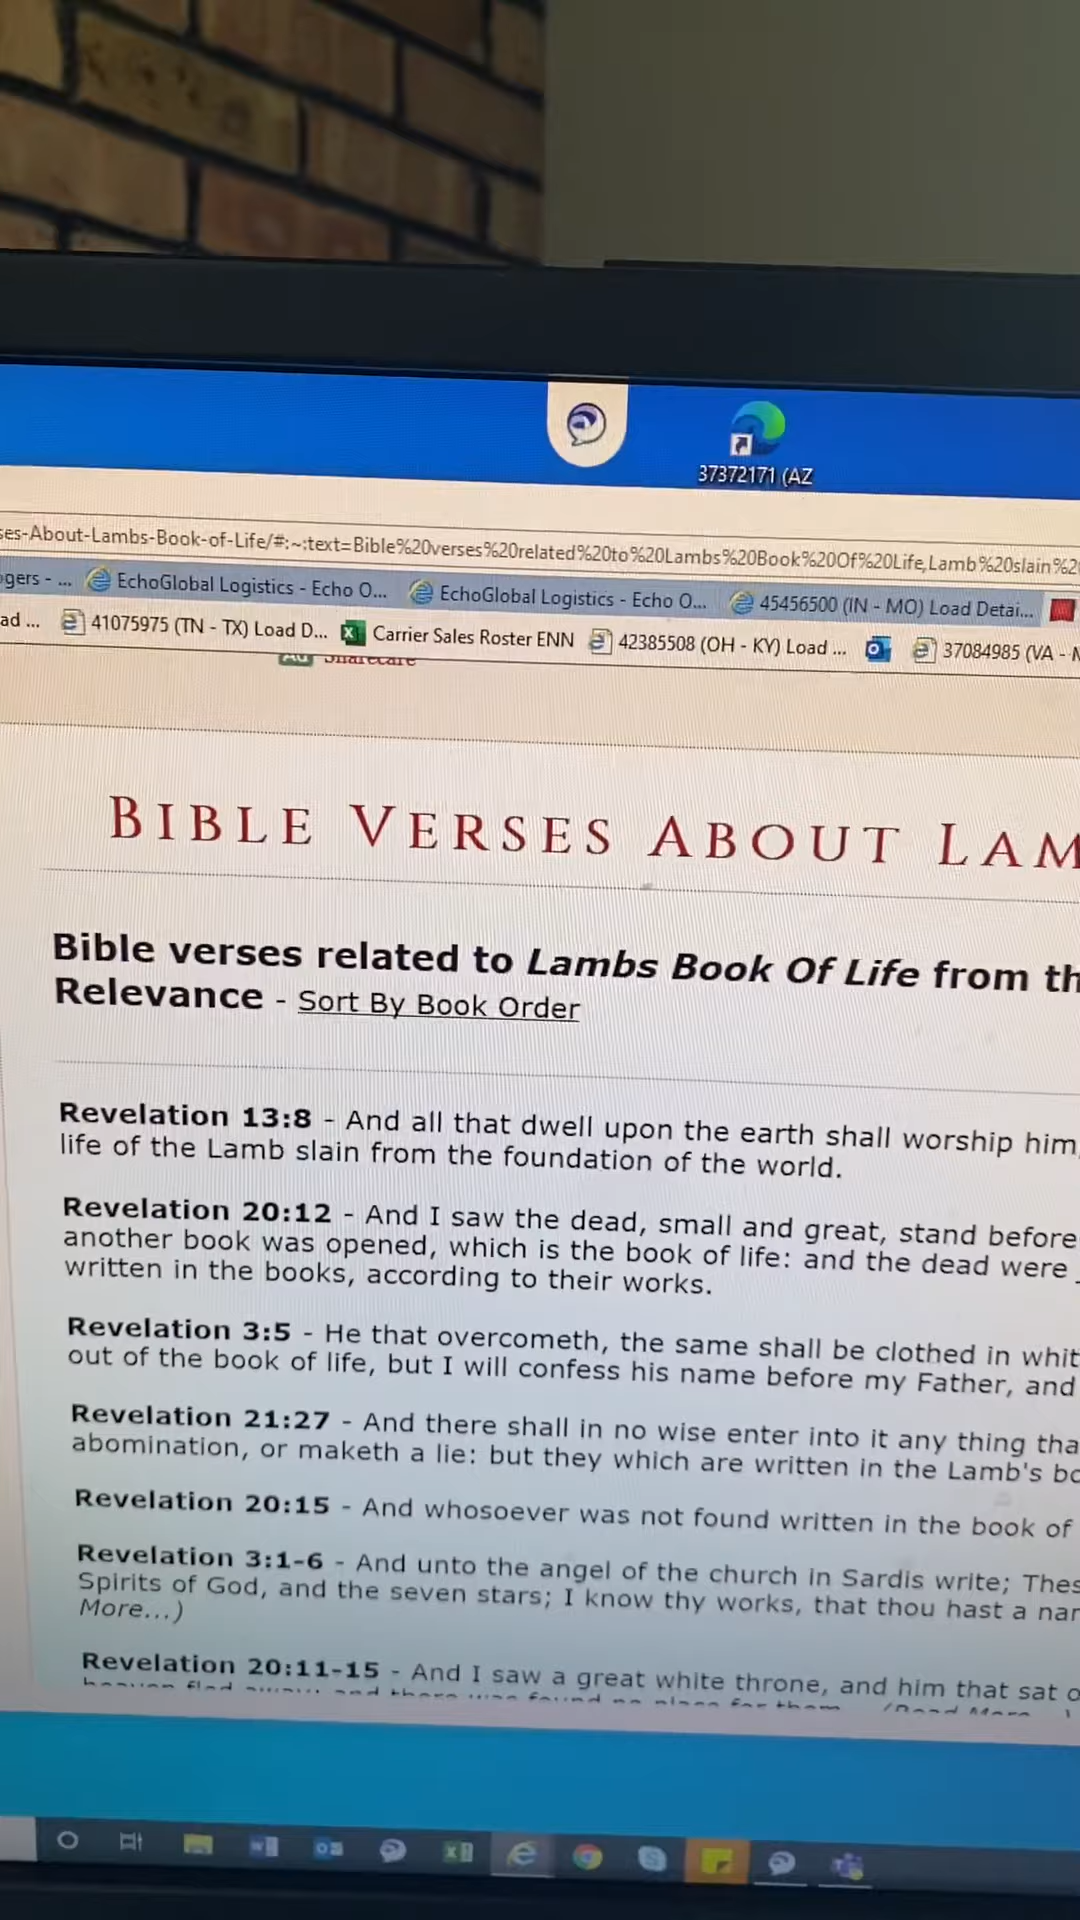 37372171 (AZ
ses-About-Lambs-Book-of-Life/#:~:text=Bible%20verses%20related%20to%20Lambs%20Book%20Of%20Life,Lamb%20slain%2
gers - ... EchoGlobal Logistics - Echo O... EchoGlobal Logistics - Echo O... 45456500 (IN - MO) Load Detai...
ad ... 41075975 (TN - TX) Load D... Carrier Sales Roster ENN 42385508 (OH - KY) Load ... 37084985 (VA -
Sharecare
BIBLE VERSES ABOUT LAM
Bible verses related to Lambs Book Of Life from th
Relevance - Sort By Book Order
Revelation 13:8 - And all that dwell upon the earth shall worship him,
life of the Lamb slain from the foundation of the world.
Revelation 20:12 - And I saw the dead, small and great, stand before
another book was opened, which is the book of life: and the dead were
written in the books, according to their works.
Revelation 3:5 - He that overcometh, the same shall be clothed in whit
out of the book of life, but I will confess his name before my Father, and
Revelation 21:27 - And there shall in no wise enter into it any thing tha
abomination, or maketh a lie: but they which are written in the Lamb's bo
Revelation 20:15 - And whosoever was not found written in the book of
Revelation 3:1-6 - And unto the angel of the church in Sardis write; Thes
Spirits of God, and the seven stars; I know thy works, that thou hast a nam
More...)
Revelation 20:11-15 - And I saw a great white throne, and him that sat o